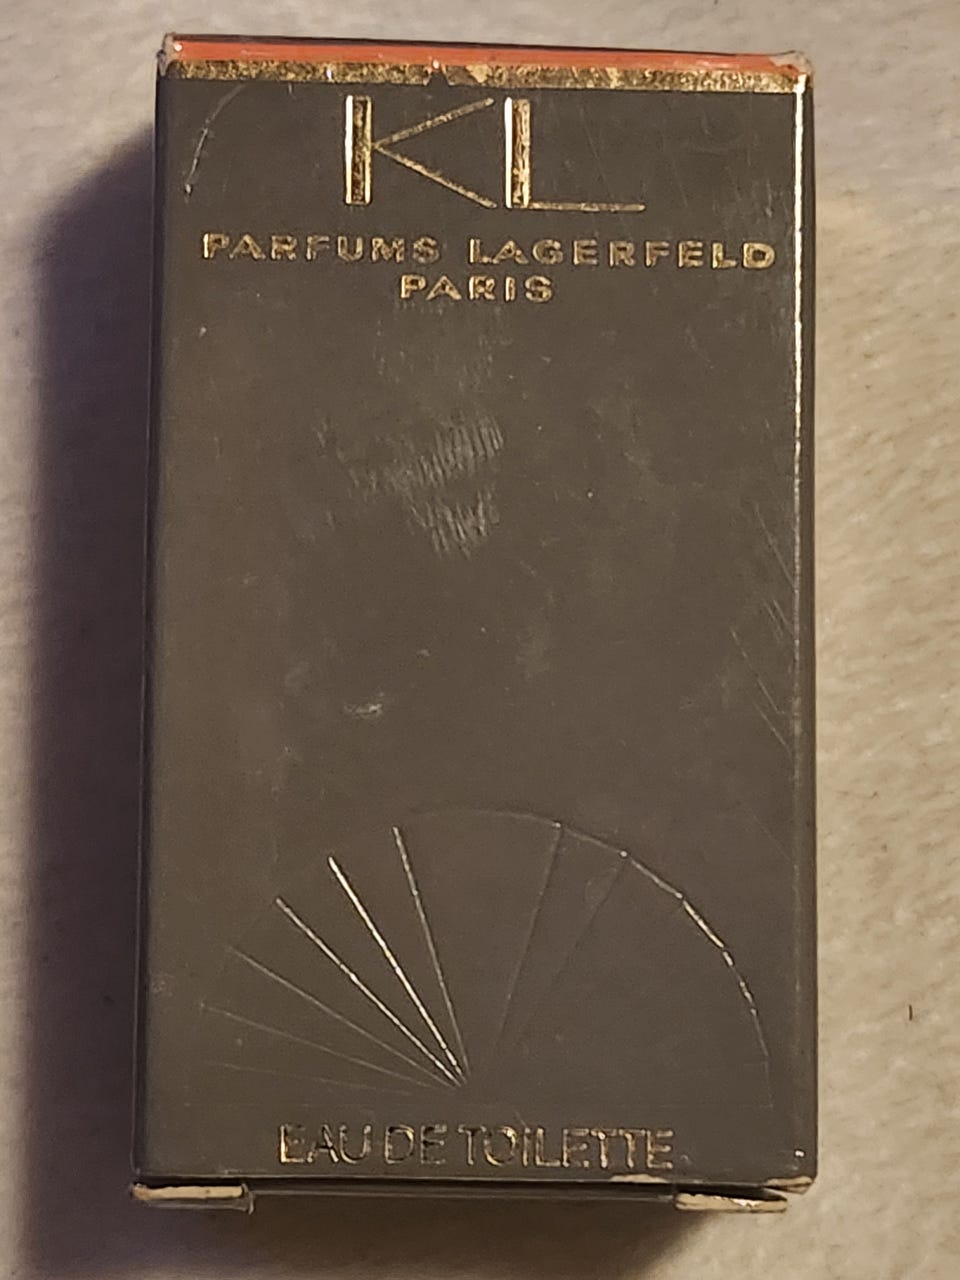 KL
PARFUMS LAGERFELD
PARIS
EAU DE TOILETTE